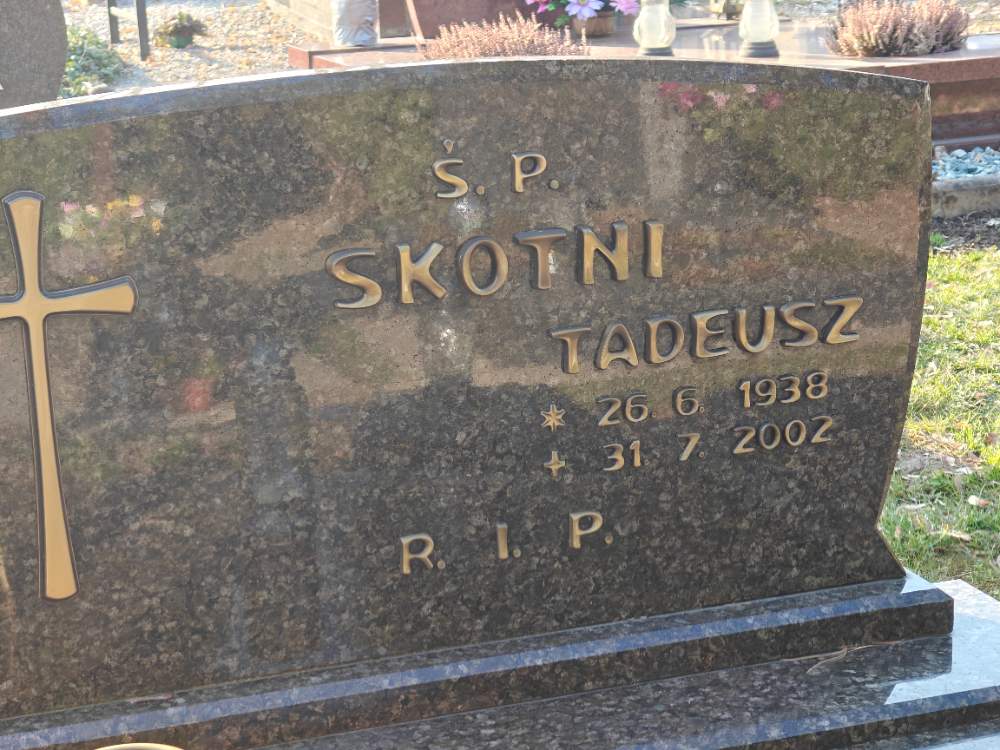 Ś. P.
SKOTNI
TADEUSZ
* 26. 6. 1938
+ 31. 7. 2002
R. I. P.